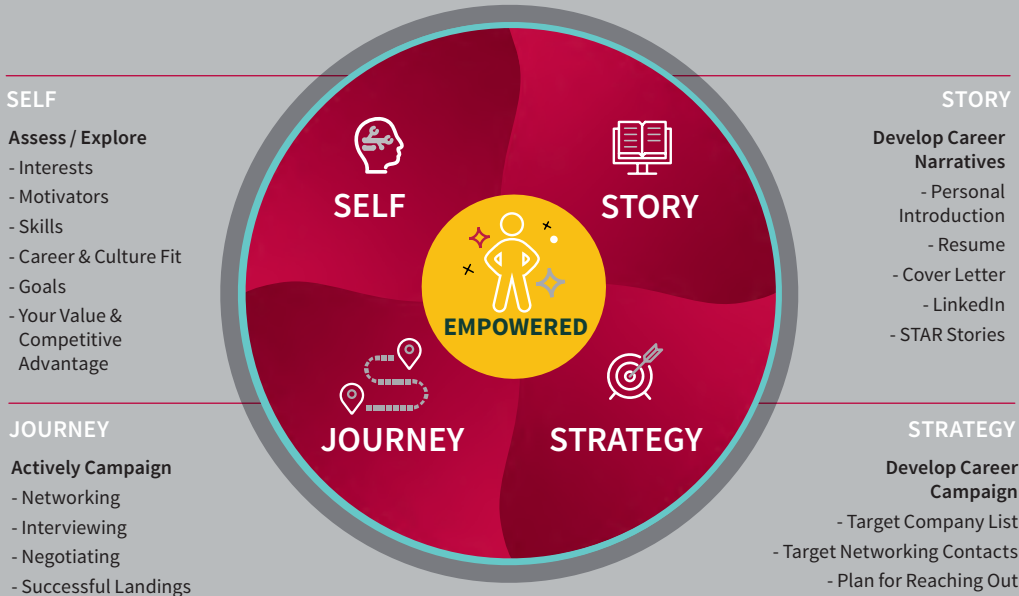 SELF
Assess / Explore
- Interests
- Motivators
- Skills
- Career & Culture Fit
- Goals
- Your Value &
Competitive
Advantage
STORY
Develop Career
Narratives
- Personal
Introduction
- Resume
- Cover Letter
- LinkedIn
- STAR Stories
SELF
STORY
EMPOWERED
JOURNEY
STRATEGY
JOURNEY
Actively Campaign
- Networking
- Interviewing
- Negotiating
- Successful Landings
STRATEGY
Develop Career
Campaign
- Target Company List
- Target Networking Contacts
- Plan for Reaching Out